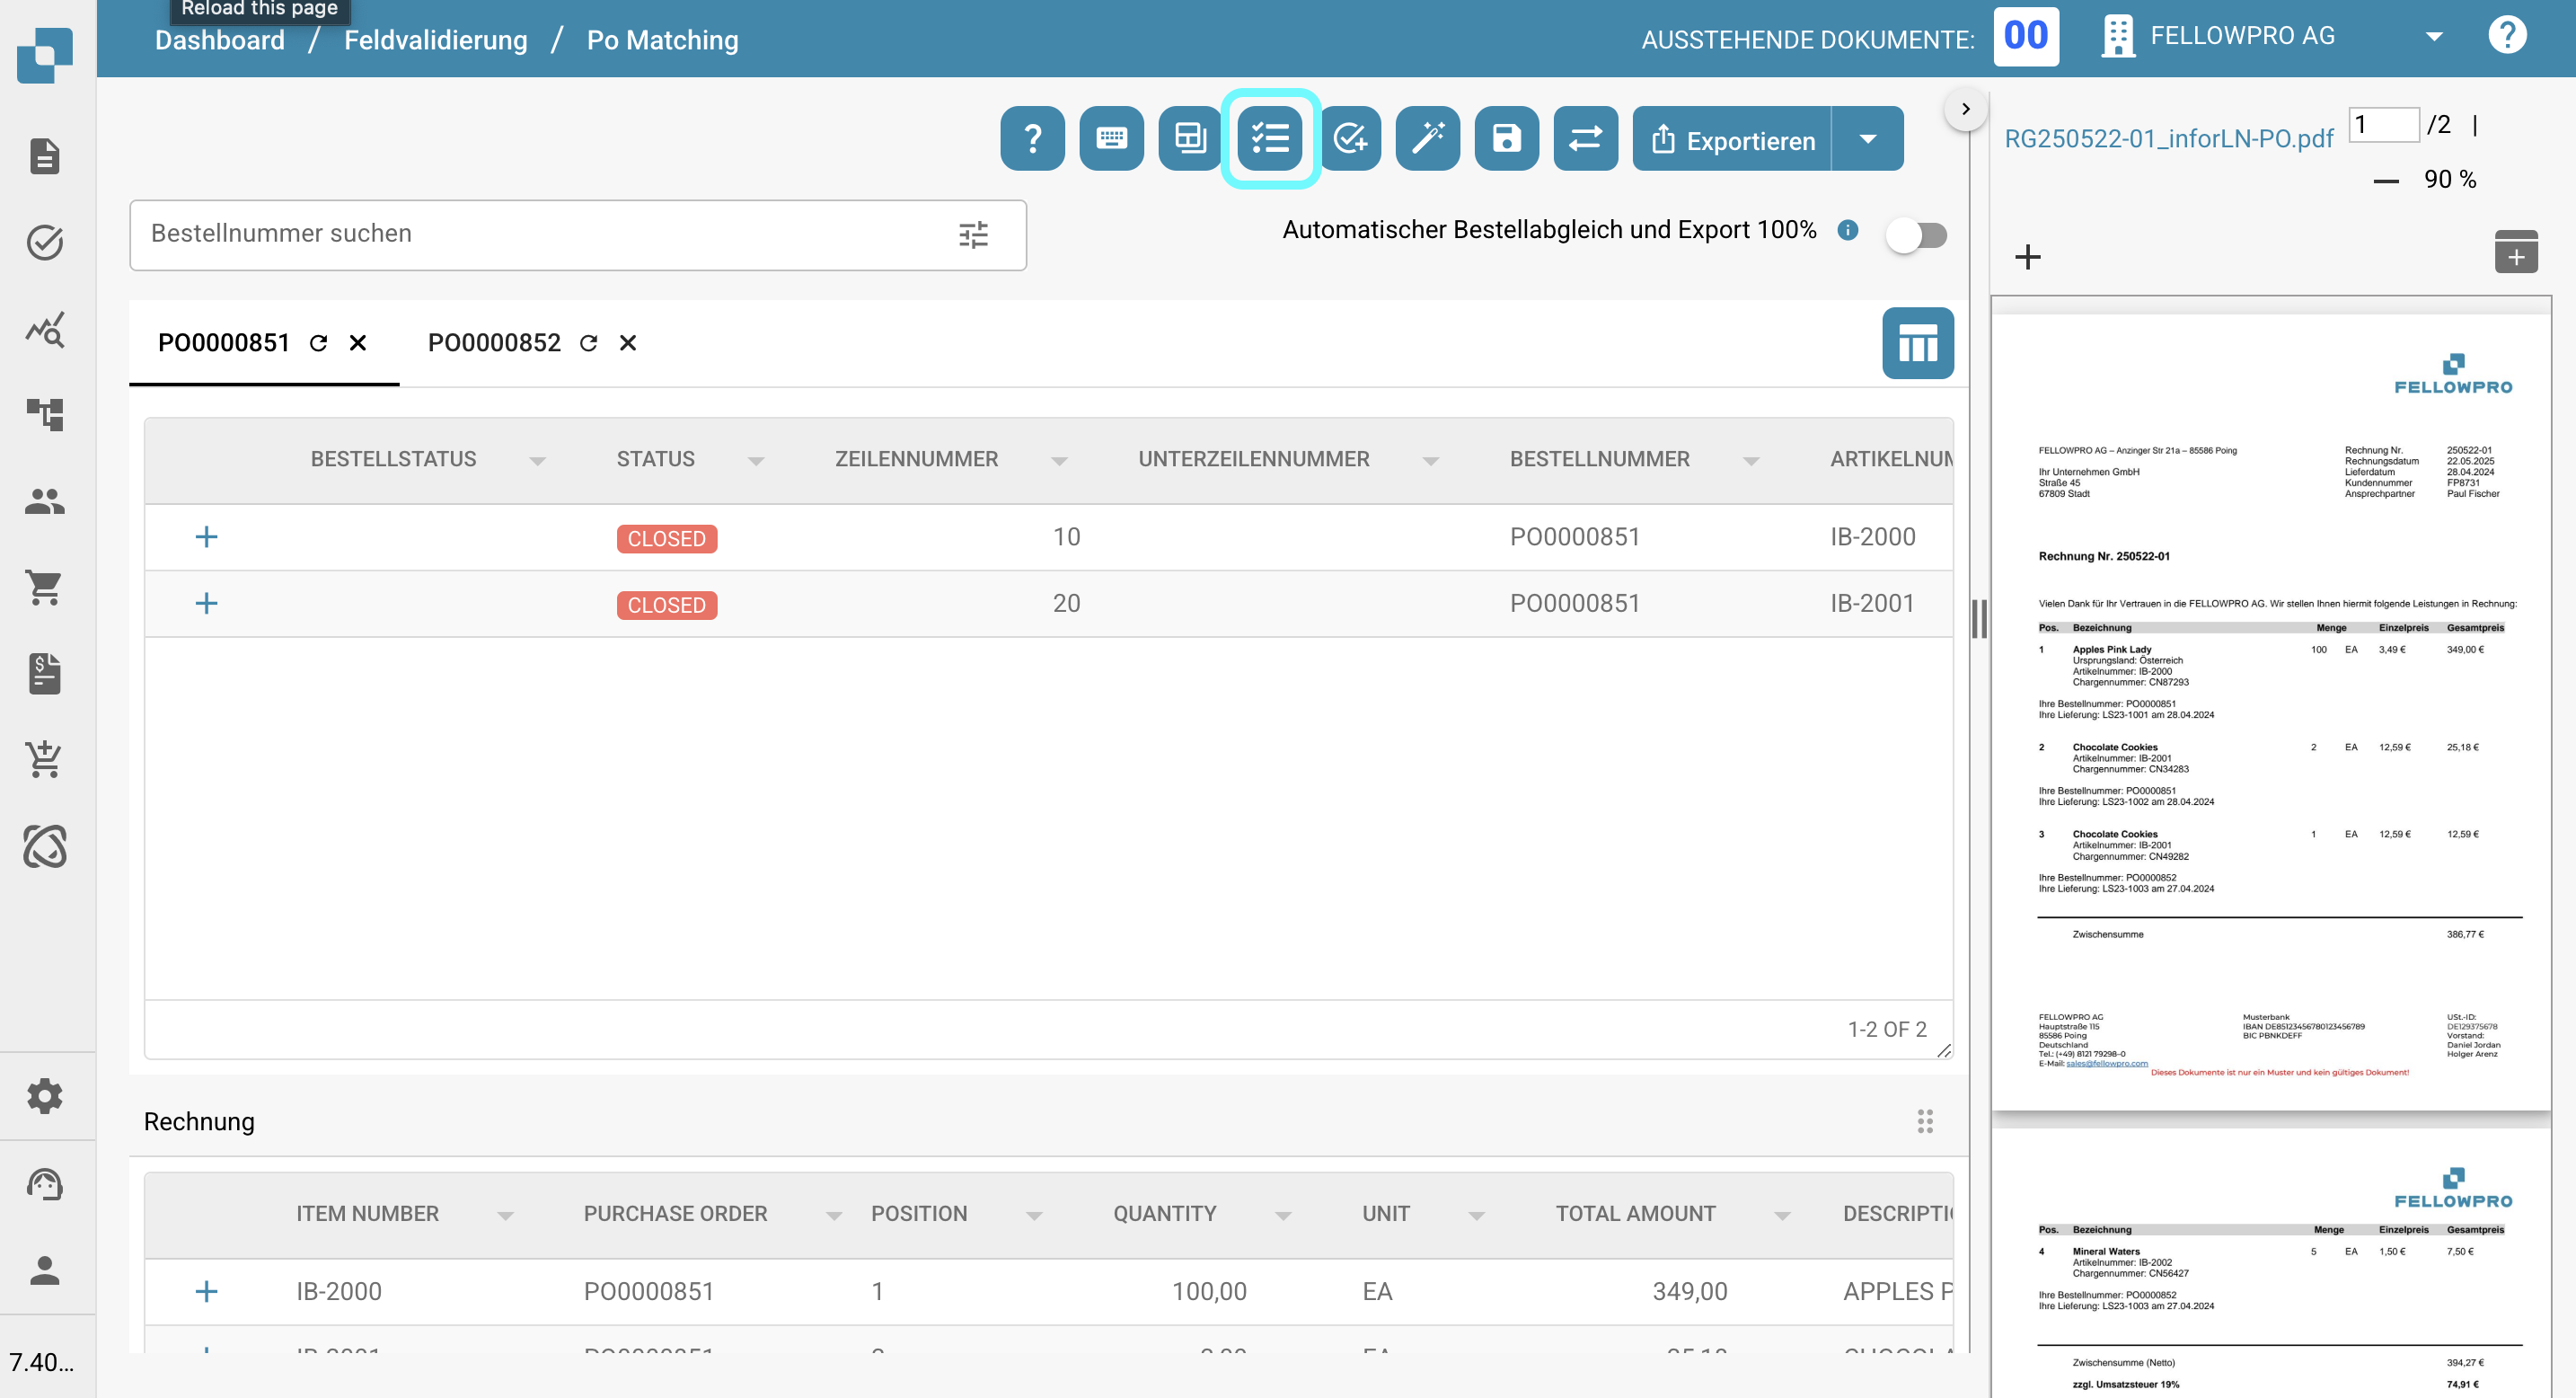 Reload this page
Dashboard / Feldvalidierung / Po Matching
AUSSTEHENDE DOKUMENTE: 00
FELLOWPRO AG
?
? Exportieren
Bestellnummer suchen
Automatischer Bestellabgleich und Export 100% i
PO0000851 PO0000852
BESTELLSTATUS STATUS ZEILENNUMMER UNTERZEILENNUMMER BESTELLNUMMER ARTIKELNUM
+ CLOSED 10 PO0000851 IB-2000
+ CLOSED 20 PO0000851 IB-2001
1-2 OF 2
Rechnung
ITEM NUMBER PURCHASE ORDER POSITION QUANTITY UNIT TOTAL AMOUNT DESCRIPTI
+ IB-2000 PO0000851 1 100,00 EA 349,00 APPLES P
7.40...
RG250522-01_inforLN-PO.pdf 1 /2 |
— 90 %
+
FELLOWPRO
FELLOWPRO AG – Anzinger Str 21a – 85586 Poing
Ihr Unternehmen GmbH
Straße 45
67809 Stadt
Rechnung Nr. 250522-01
Rechnungsdatum 22.05.2025
Lieferdatum 28.04.2024
Kundennummer FP8731
Ansprechpartner Paul Fischer
Rechnung Nr. 250522-01
Vielen Dank für Ihr Vertrauen in die FELLOWPRO AG. Wir stellen Ihnen hiermit folgende Leistungen in Rechnung:
Pos. Bezeichnung Menge Einzelpreis Gesamtpreis
1 Apples Pink Lady 100 EA 3,49 € 349,00 €
Ursprungsland: Österreich
Artikelnummer: IB-2000
Chargennummer: CN87293
Ihre Bestellnummer: PO0000851
Ihre Lieferung: LS23-1001 am 28.04.2024
2 Chocolate Cookies 2 EA 12,59 € 25,18 €
Artikelnummer: IB-2001
Chargennummer: CN34283
Ihre Bestellnummer: PO0000851
Ihre Lieferung: LS23-1002 am 28.04.2024
3 Chocolate Cookies 1 EA 12,59 € 12,59 €
Artikelnummer: IB-2001
Chargennummer: CN49282
Ihre Bestellnummer: PO0000852
Ihre Lieferung: LS23-1003 am 27.04.2024
Zwischensumme 386,77 €
FELLOWPRO AG
Hauptstraße 115
85586 Poing
Deutschland
Tel.: (+49) 8121 79298-0
E-Mail: sales@fellowpro.com
Musterbank
IBAN DE85123456780123456789
BIC PBNKDEFF
USt.-ID:
DE129375678
Vorstand:
Daniel Jordan
Holger Arenz
Dieses Dokumente ist nur ein Muster und kein gültiges Dokument!
FELLOWPRO
Pos. Bezeichnung Menge Einzelpreis Gesamtpreis
4 Mineral Waters 5 EA 1,50 € 7,50 €
Artikelnummer: IB-2002
Chargennummer: CN56427
Ihre Bestellnummer: PO0000852
Ihre Lieferung: LS23-1003 am 27.04.2024
Zwischensumme (Netto) 394,27 €
zzgl. Umsatzsteuer 19% 74,91 €